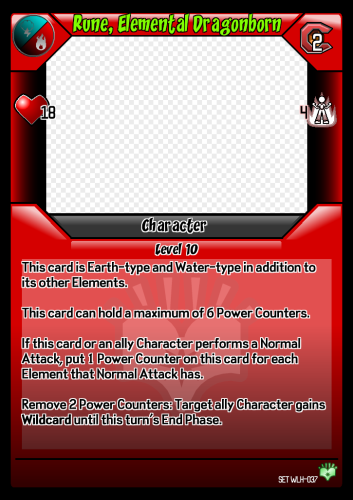 Rune, Elemental Dragonborn
2
18
4
Character
Level 10
This card is Earth-type and Water-type in addition to
its other Elements.
This card can hold a maximum of 6 Power Counters.
If this card or an ally Character performs a Normal
Attack, put 1 Power Counter on this card for each
Element that Normal Attack has.
Remove 2 Power Counters: Target ally Character gains
Wildcard until this turn's End Phase.
SET WLH-037